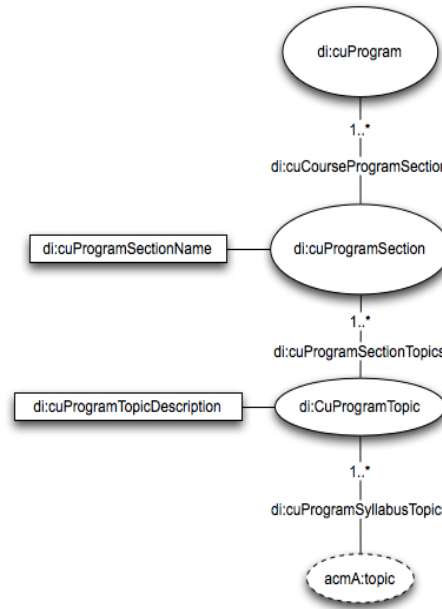 di:cuProgram
1..*
di:cuCourseProgramSection
di:cuProgramSectionName
di:cuProgramSection
1..*
di:cuProgramSectionTopics
di:cuProgramTopicDescription
di:CuProgramTopic
1..*
di:cuProgramSyllabusTopics
acmA:topic